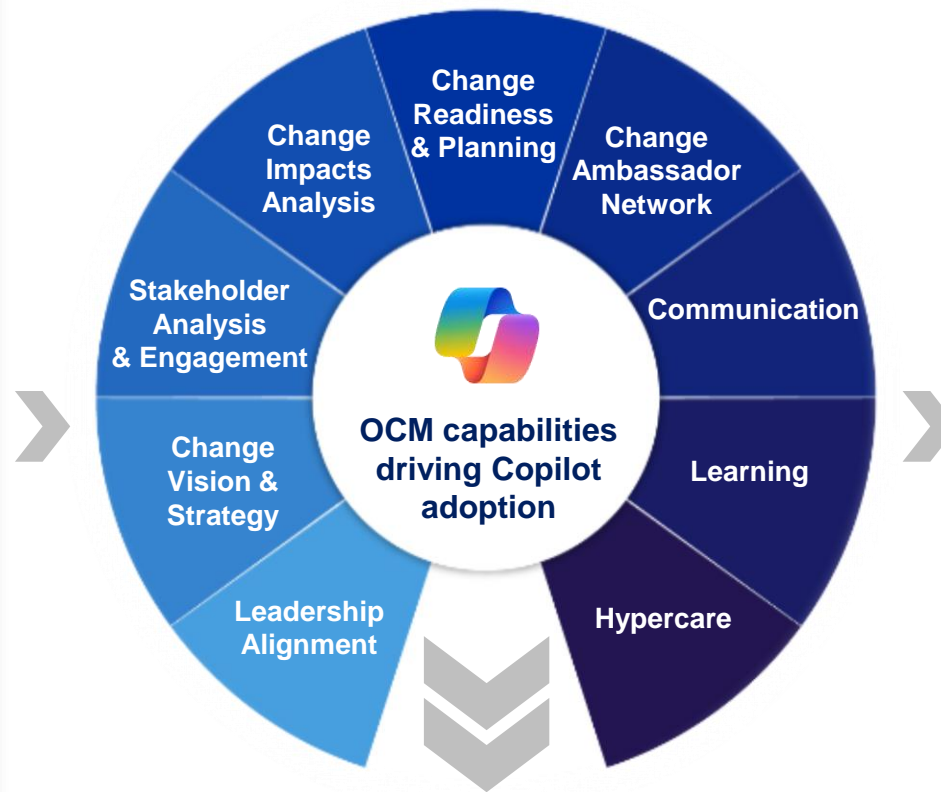 Change
Readiness
& Planning
Change
Impacts
Analysis
Change
Ambassador
Network
Stakeholder
Analysis
& Engagement
Communication
OCM capabilities
driving Copilot
adoption
Change
Vision &
Strategy
Learning
Leadership
Alignment
Hypercare